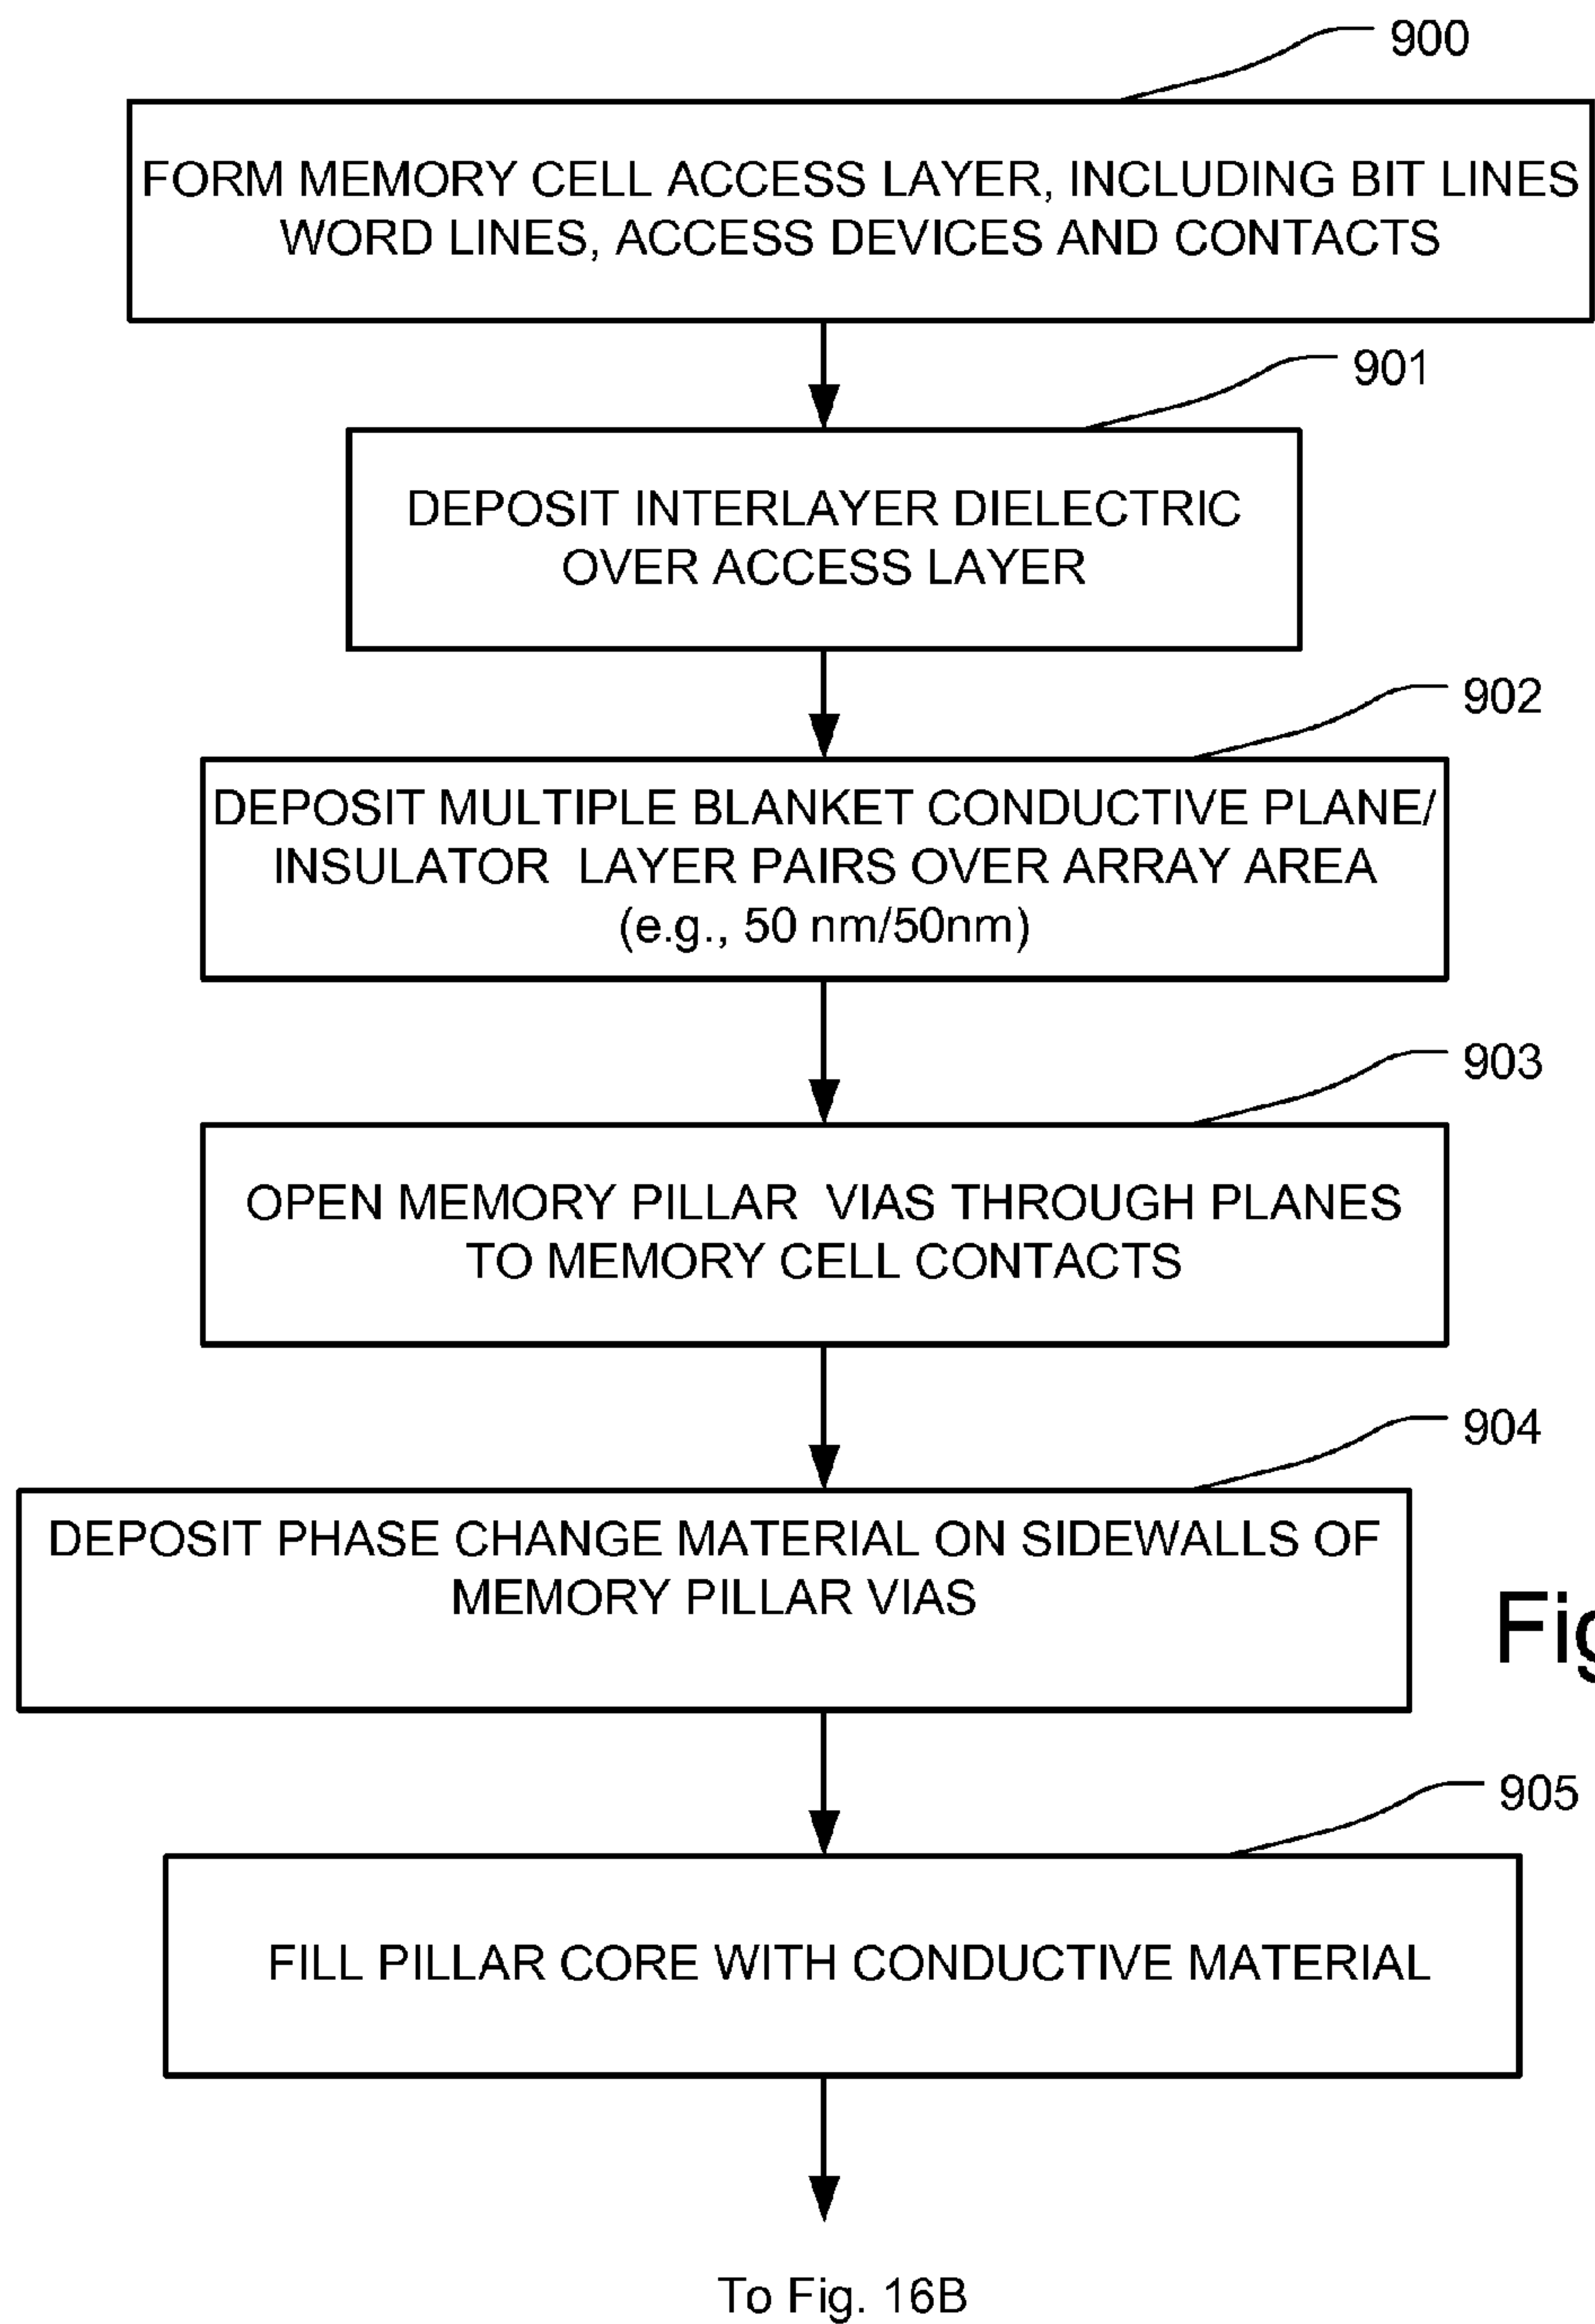 900
FORM MEMORY CELL ACCESS LAYER, INCLUDING BIT LINES
WORD LINES, ACCESS DEVICES AND CONTACTS
901
DEPOSIT INTERLAYER DIELECTRIC
OVER ACCESS LAYER
902
DEPOSIT MULTIPLE BLANKET CONDUCTIVE PLANE/
INSULATOR LAYER PAIRS OVER ARRAY AREA
(e.g., 50 nm/50nm)
903
OPEN MEMORY PILLAR VIAS THROUGH PLANES
TO MEMORY CELL CONTACTS
904
DEPOSIT PHASE CHANGE MATERIAL ON SIDEWALLS OF
MEMORY PILLAR VIAS
905
FILL PILLAR CORE WITH CONDUCTIVE MATERIAL
To Fig. 16B